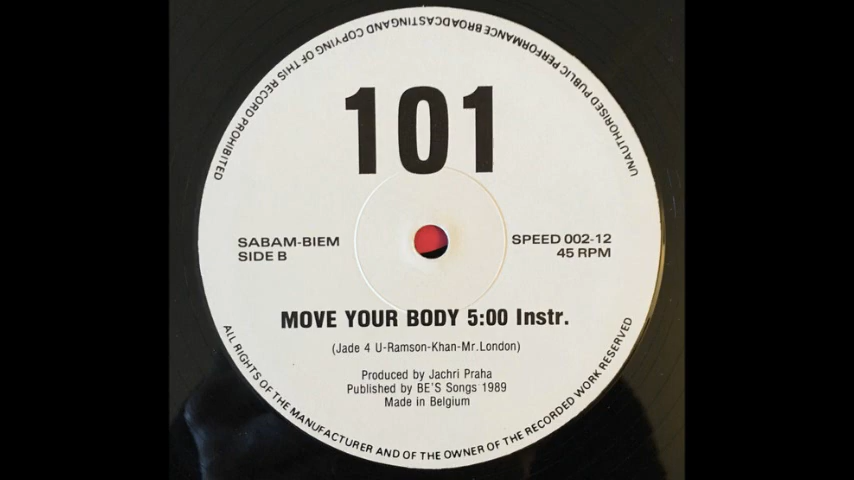 UNAUTHORISED PUBLIC PERFORMANCE BROADCASTING AND COPYING OF THIS RECORD PROHIBITED
101
SABAM-BIEM
SIDE B
SPEED 002-12
45 RPM
MOVE YOUR BODY 5:00 Instr.
(Jade 4 U-Ramson-Khan-Mr.London)
Produced by Jachri Praha
Published by BE'S Songs 1989
Made in Belgium
ALL RIGHTS OF THE MANUFACTURER AND OF THE OWNER OF THE RECORDED WORK RESERVED